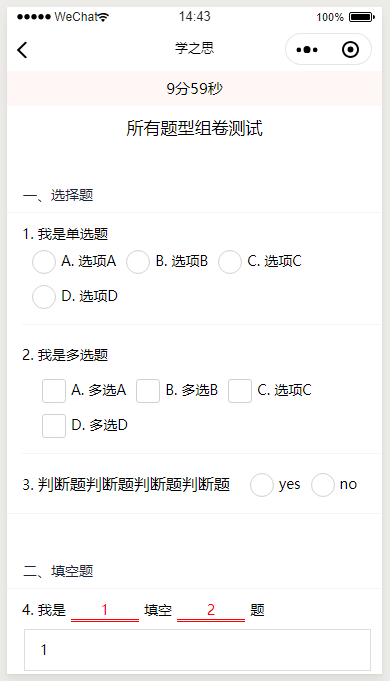 ●●●●● WeChat 14:43 100%
学之思
9分59秒
所有题型组卷测试
一、选择题
1. 我是单选题
A. 选项A B. 选项B C. 选项C
D. 选项D
2. 我是多选题
A. 多选A B. 多选B C. 选项C
D. 多选D
3. 判断题判断题判断题判断题 yes no
二、填空题
4. 我是 1 填空 2 题
1